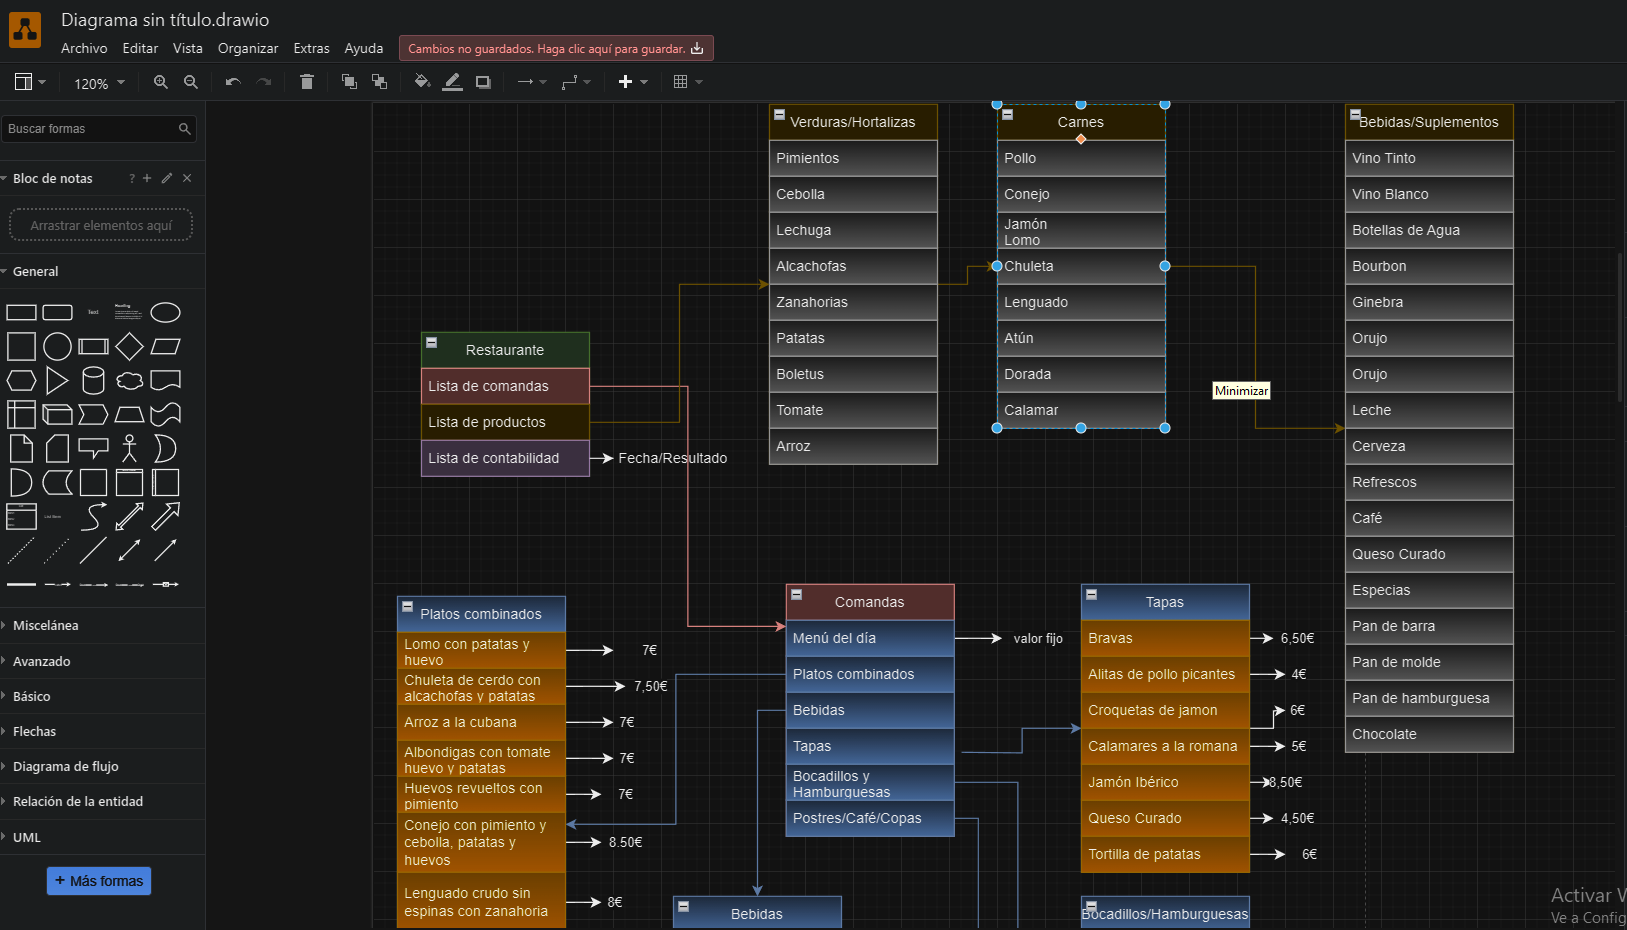 Diagrama sin título.drawio
Archivo
Editar
Vista
Organizar
Extras
Ayuda
Cambios no guardados. Haga clic aquí para guardar.
120%
Buscar formas
Bloc de notas
?
Arrastrar elementos aquí
General
Text
Heading
Miscelánea
Avanzado
Básico
Flechas
Diagrama de flujo
Relación de la entidad
UML
+ Más formas
Restaurante
Lista de comandas
Lista de productos
Lista de contabilidad
Fecha/Resultado
Verduras/Hortalizas
Pimientos
Cebolla
Lechuga
Alcachofas
Zanahorias
Patatas
Boletus
Tomate
Arroz
Carnes
Pollo
Conejo
Jamón
Lomo
Chuleta
Lenguado
Atún
Dorada
Calamar
Minimizar
Bebidas/Suplementos
Vino Tinto
Vino Blanco
Botellas de Agua
Bourbon
Ginebra
Orujo
Orujo
Leche
Cerveza
Refrescos
Café
Queso Curado
Especias
Pan de barra
Pan de molde
Pan de hamburguesa
Chocolate
Platos combinados
Lomo con patatas y
huevo
7€
Chuleta de cerdo con
alcachofas y patatas
7,50€
Arroz a la cubana
7€
Albondigas con tomate
huevo y patatas
7€
Huevos revueltos con
pimiento
7€
Conejo con pimiento y
cebolla, patatas y
huevos
8.50€
Lenguado crudo sin
espinas con zanahoria
8€
Comandas
Menú del día
valor fijo
Platos combinados
Bebidas
Tapas
Bocadillos y
Hamburguesas
Postres/Café/Copas
Bebidas
Tapas
Bravas
6,50€
Alitas de pollo picantes
4€
Croquetas de jamon
6€
Calamares a la romana
5€
Jamón Ibérico
8,50€
Queso Curado
4,50€
Tortilla de patatas
6€
Bocadillos/Hamburguesas
Activar
Ve a Config